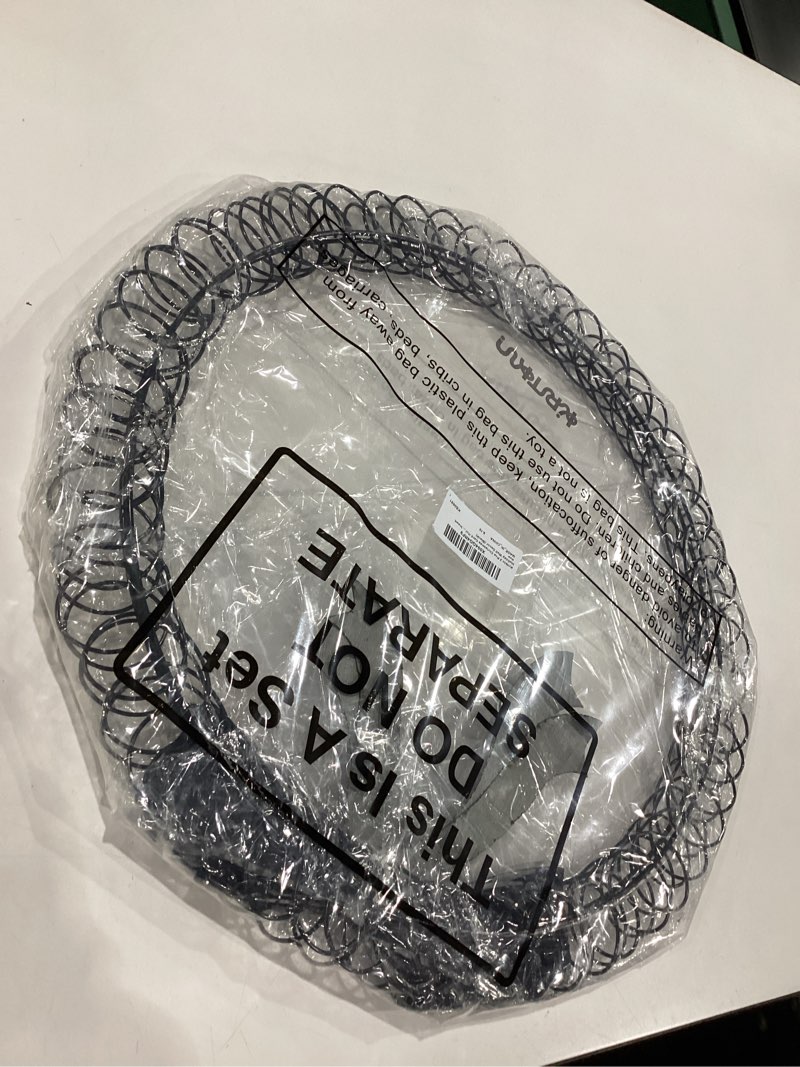 This Is A Set
DO NOT
SEPARATE
Warning:
To avoid danger of suffocation, keep this plastic bag away from
babies and children. Do not use this bag in cribs, beds, carriages
or playpens. This bag is not a toy.